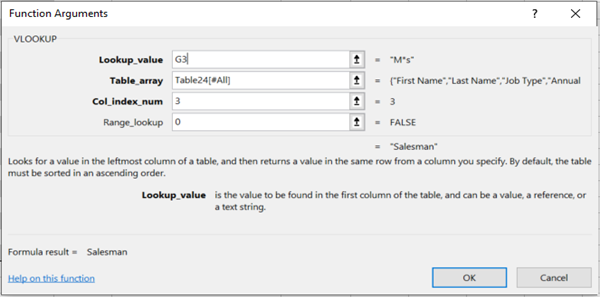 Function Arguments ? ×
VLOOKUP
Lookup_value G3 = "M*s"
Table_array Table24[#All] = {"First Name","Last Name","Job Type","Annual
Col_index_num 3 = 3
Range_lookup 0 = FALSE
= "Salesman"
Looks for a value in the leftmost column of a table, and then returns a value in the same row from a column you specify. By default, the table
must be sorted in an ascending order.
Lookup_value is the value to be found in the first column of the table, and can be a value, a reference, or
a text string.
Formula result = Salesman
Help on this function OK Cancel